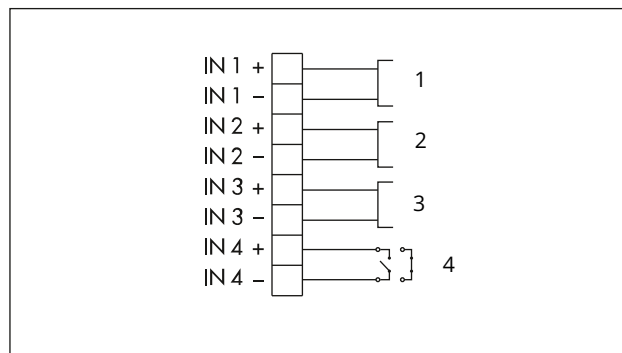 IN 1 +
IN 1 −
1
IN 2 +
IN 2 −
2
IN 3 +
IN 3 −
3
IN 4 +
IN 4 −
4